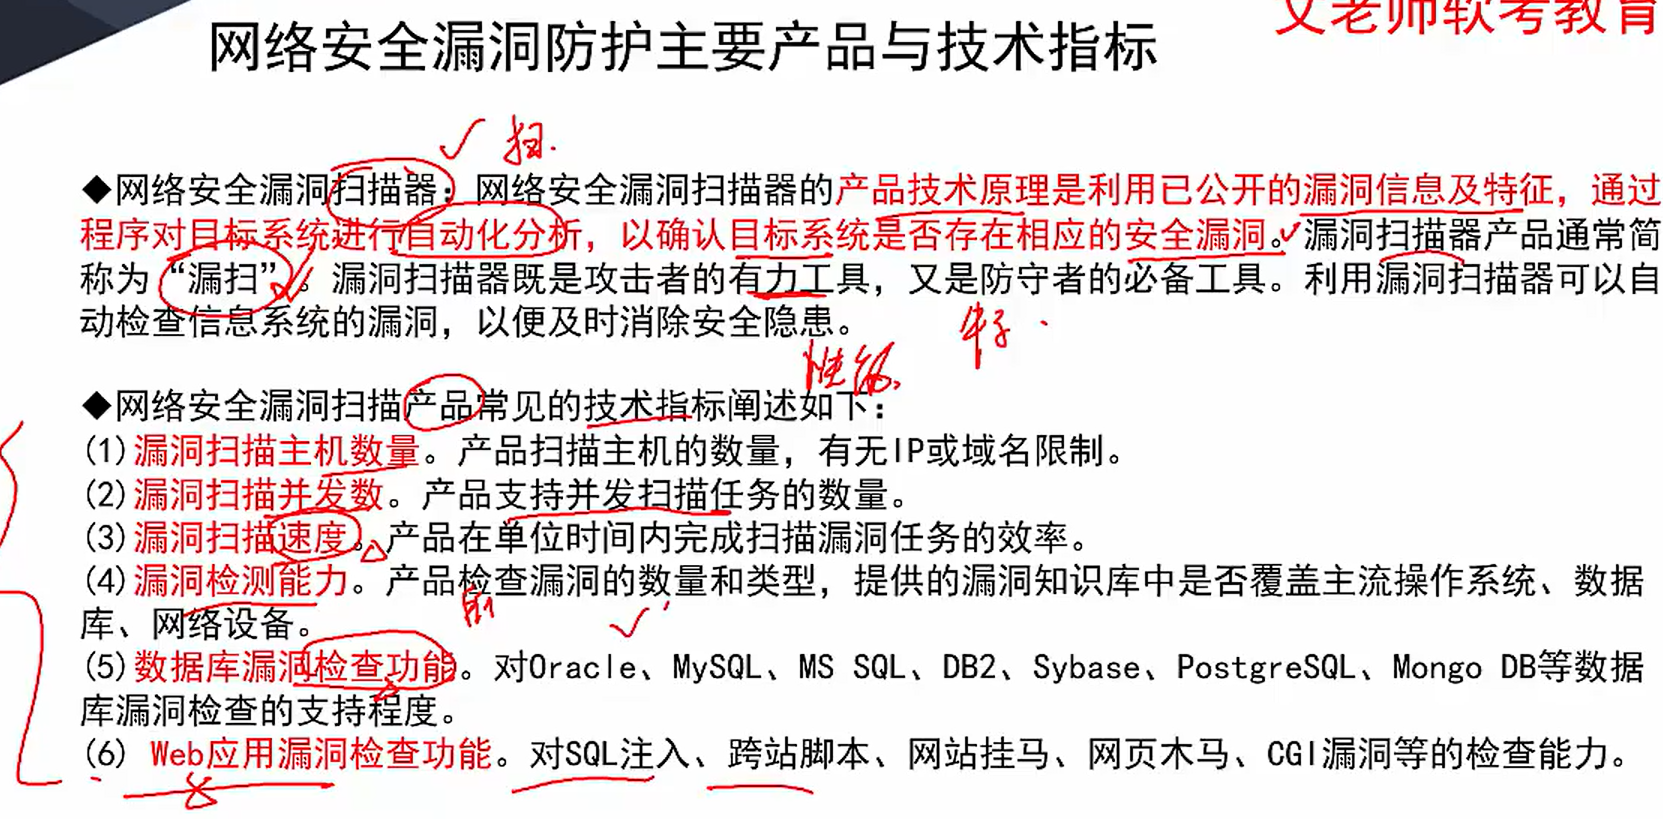 文老师软考教育
网络安全漏洞防护主要产品与技术指标
扫.
◆网络安全漏洞扫描器：网络安全漏洞扫描器的产品技术原理是利用已公开的漏洞信息及特征，通过
程序对目标系统进行自动化分析，以确认目标系统是否存在相应的安全漏洞。漏洞扫描器产品通常简
称为“漏扫”。漏洞扫描器既是攻击者的有力工具，又是防守者的必备工具。利用漏洞扫描器可以自
动检查信息系统的漏洞，以便及时消除安全隐患。
性能.
◆网络安全漏洞扫描产品常见的技术指标阐述如下：
(1)漏洞扫描主机数量。产品扫描主机的数量，有无IP或域名限制。
(2)漏洞扫描并发数。产品支持并发扫描任务的数量。
(3)漏洞扫描速度。产品在单位时间内完成扫描漏洞任务的效率。
(4)漏洞检测能力。产品检查漏洞的数量和类型，提供的漏洞知识库中是否覆盖主流操作系统、数据
库、网络设备。
(5)数据库漏洞检查功能。对Oracle、MySQL、MS SQL、DB2、Sybase、PostgreSQL、Mongo DB等数据
库漏洞检查的支持程度。
(6) Web应用漏洞检查功能。对SQL注入、跨站脚本、网站挂马、网页木马、CGI漏洞等的检查能力。